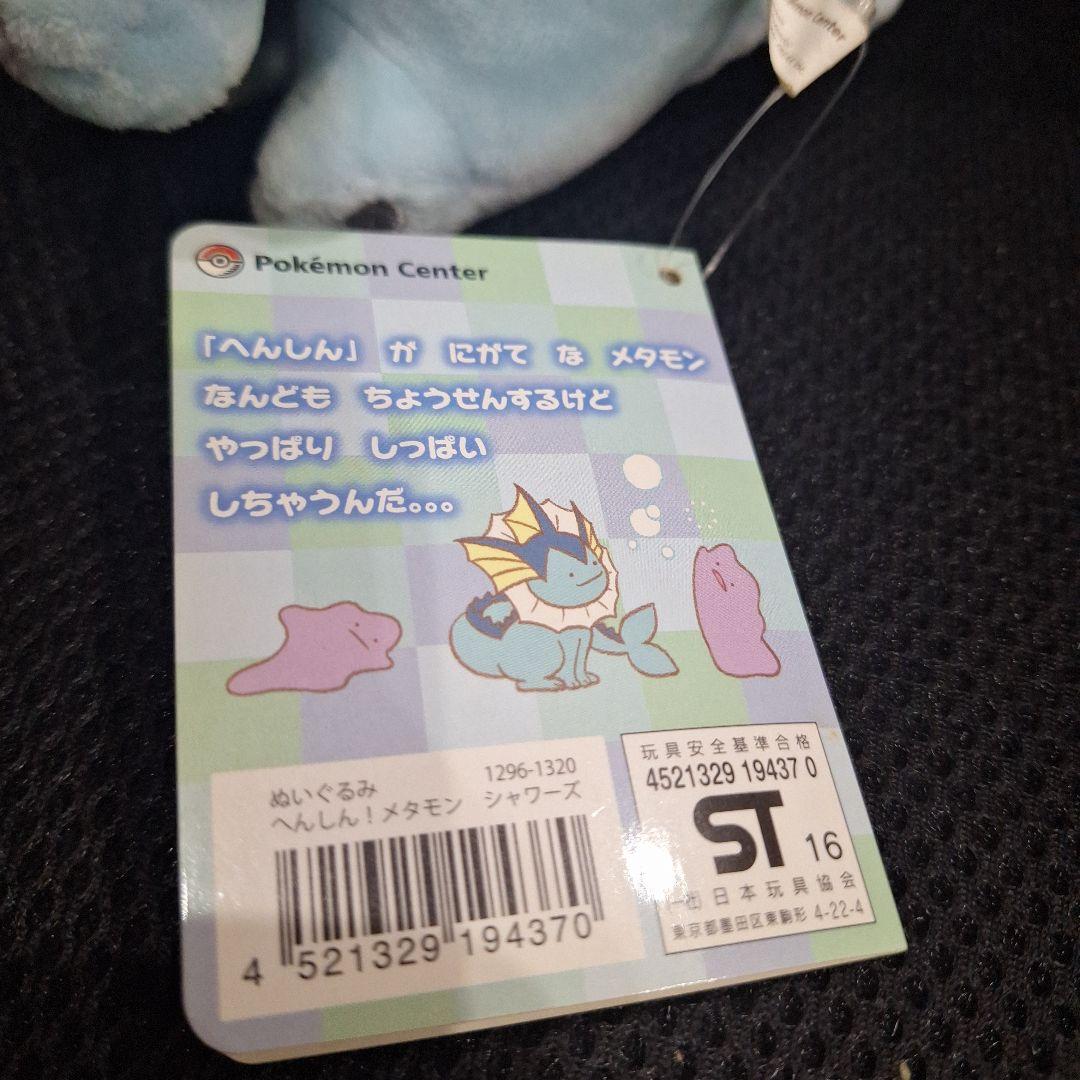 Pokémon Center
「へんしん」 が にがて な メタモン
なんども ちょうせんするけど
やっぱり しっぱい
しちゃうんだ。。。
ぬいぐるみ 1296-1320
へんしん！メタモン シャワーズ
4 521329 194370
玩具安全基準合格
4521329 19437 0
ST 16
(一社)日本玩具協会
東京都墨田区東駒形 4-22-4